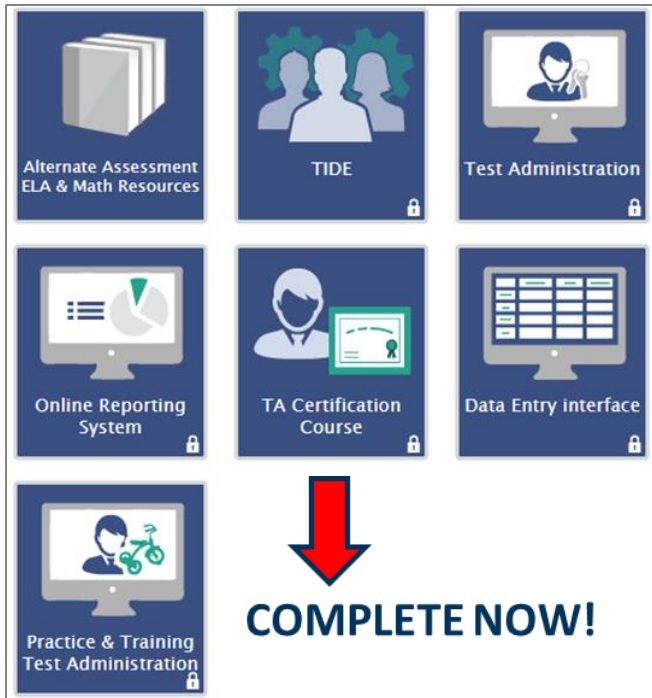 Alternate Assessment
ELA & Math Resources
TIDE
Test Administration
Online Reporting
System
TA Certification
Course
Data Entry interface
Practice & Training
Test Administration
COMPLETE NOW!